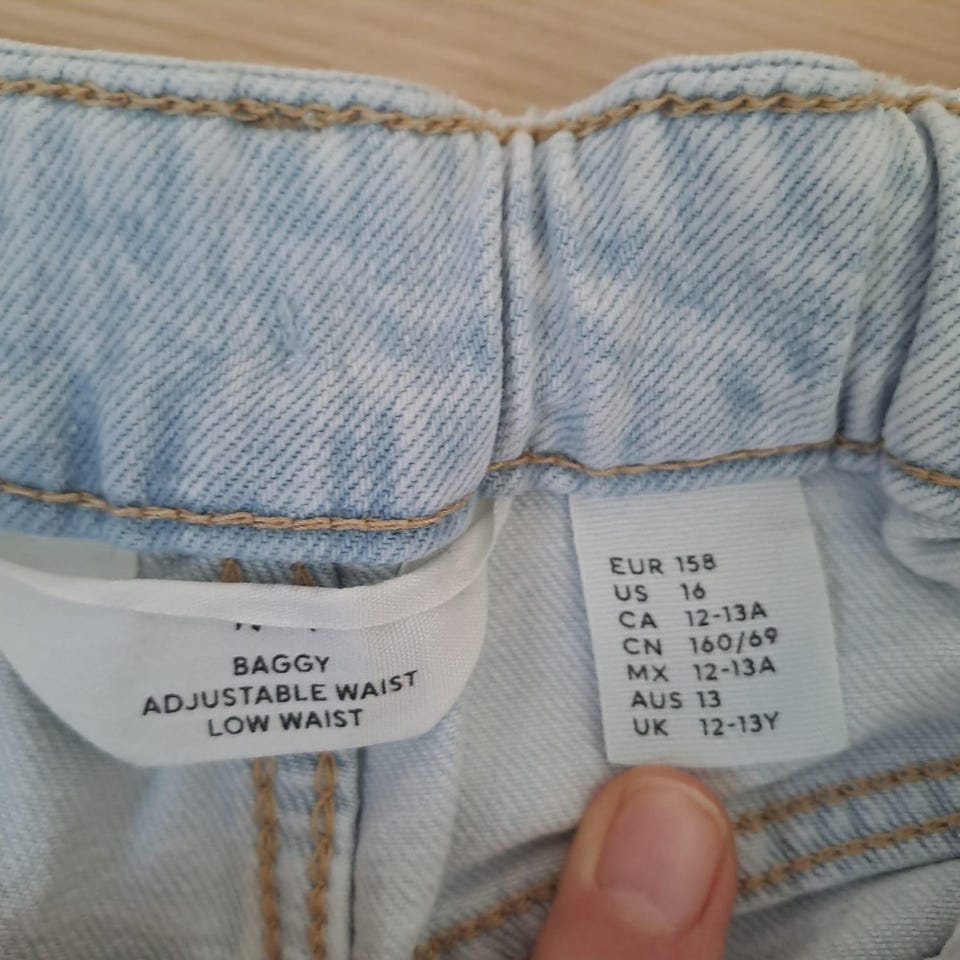 BAGGY
ADJUSTABLE WAIST
LOW WAIST
EUR 158
US 16
CA 12-13A
CN 160/69
MX 12-13A
AUS 13
UK 12-13Y